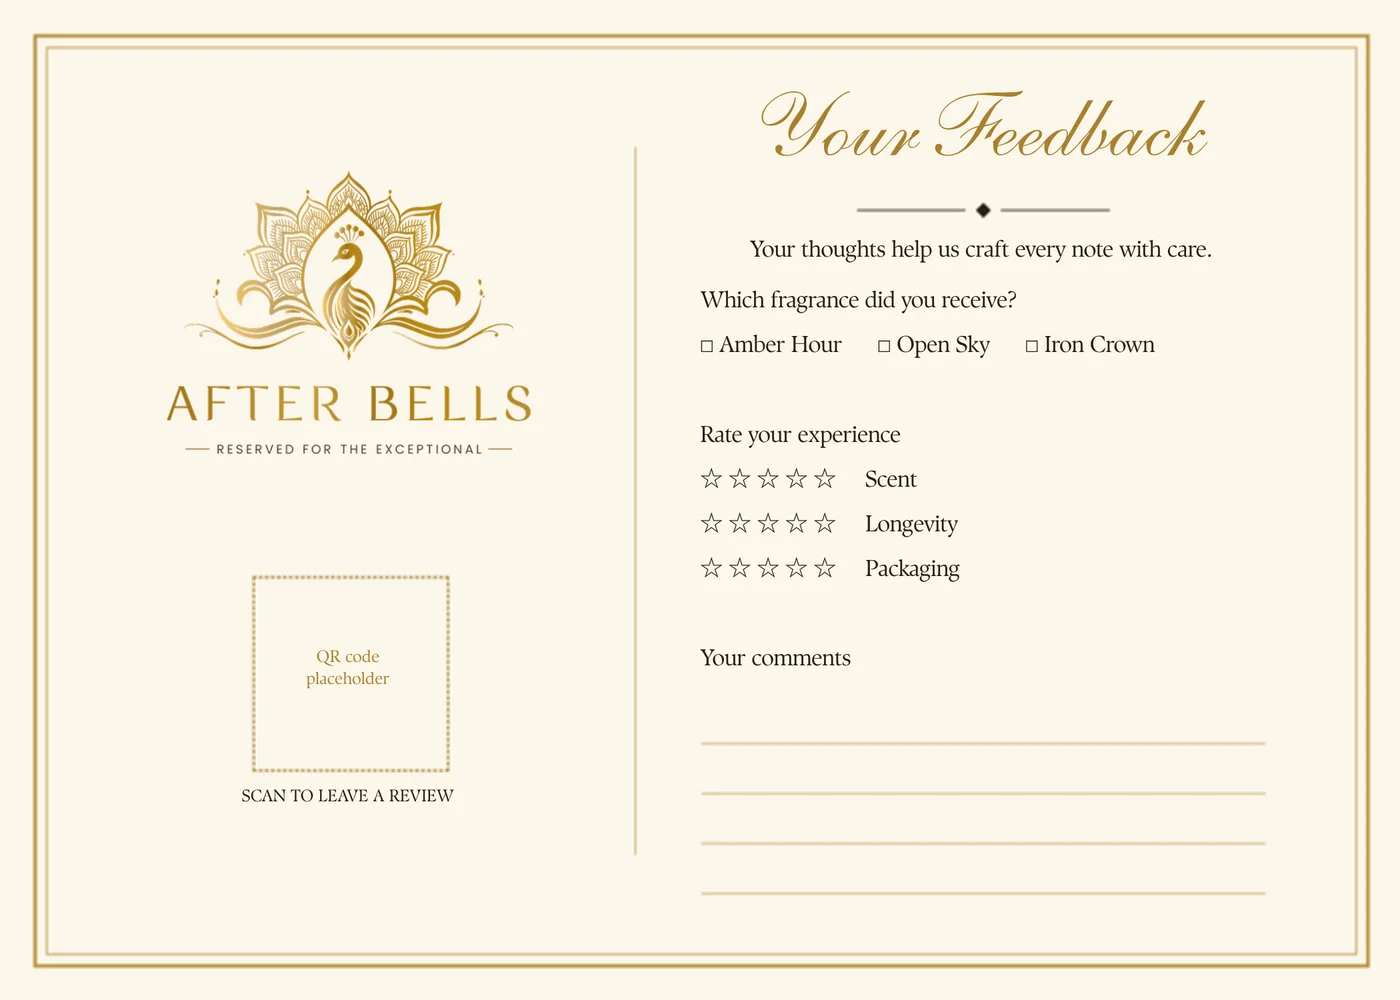 AFTER BELLS
RESERVED FOR THE EXCEPTIONAL
QR code
placeholder
SCAN TO LEAVE A REVIEW
Your Feedback
Your thoughts help us craft every note with care.
Which fragrance did you receive?
□ Amber Hour □ Open Sky □ Iron Crown
Rate your experience
☆ ☆ ☆ ☆ ☆ Scent
☆ ☆ ☆ ☆ ☆ Longevity
☆ ☆ ☆ ☆ ☆ Packaging
Your comments